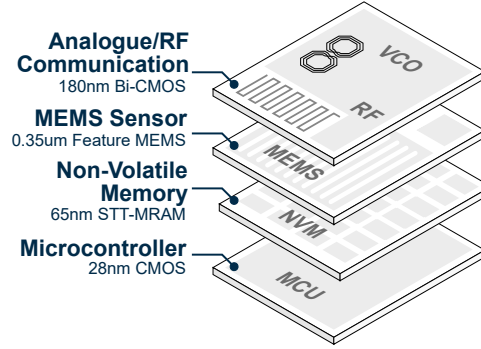 Analogue/RF
Communication
180nm Bi-CMOS
VCO
RF
MEMS Sensor
0.35um Feature MEMS
MEMS
Non-Volatile
Memory
65nm STT-MRAM
NVM
Microcontroller
28nm CMOS
MCU